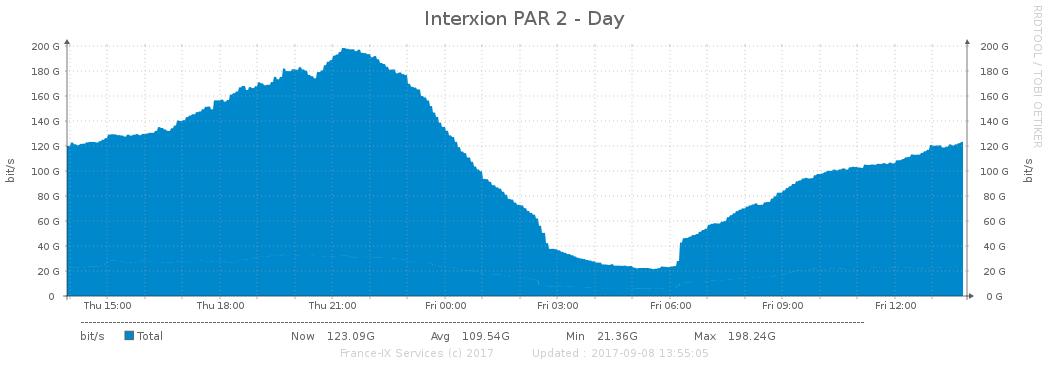 Interxion PAR 2 - Day
RRDTOOL / TOBI OETIKER
200 G 200 G
180 G 180 G
160 G 160 G
140 G 140 G
120 G 120 G
100 G 100 G
80 G 80 G
60 G 60 G
40 G 40 G
20 G 20 G
0 0 G
bit/s bit/s
Thu 15:00 Thu 18:00 Thu 21:00 Fri 00:00 Fri 03:00 Fri 06:00 Fri 09:00 Fri 12:00
bit/s Total Now 123.09G Avg 109.54G Min 21.36G Max 198.24G
France-IX Services (c) 2017 Updated : 2017-09-08 13:55:05